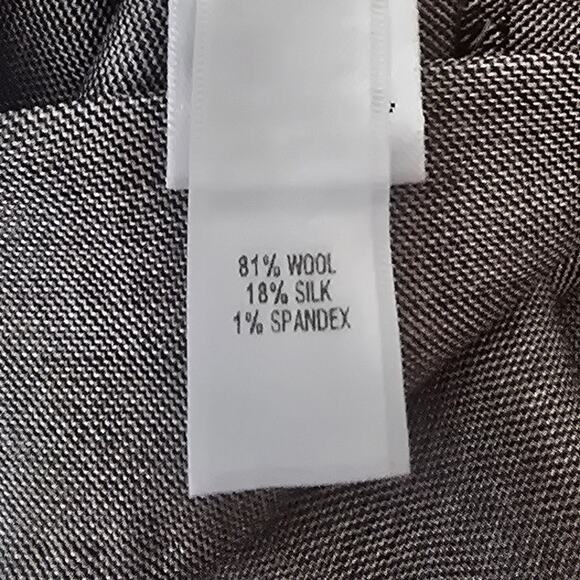 81% WOOL
18% SILK
1% SPANDEX